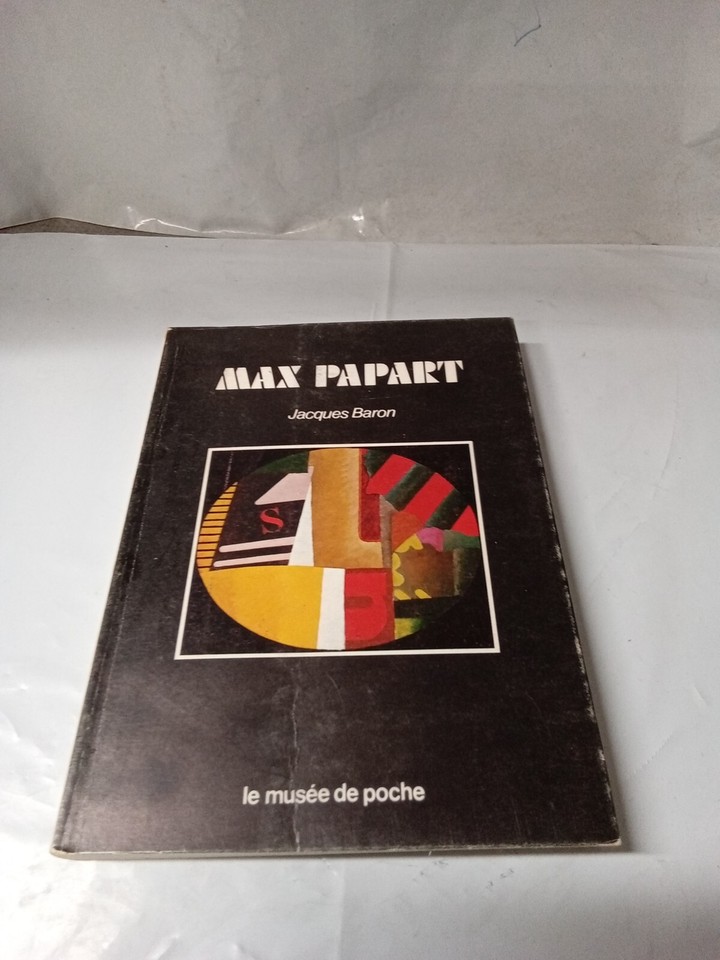 MAX PAPART
Jacques Baron
S
le musée de poche